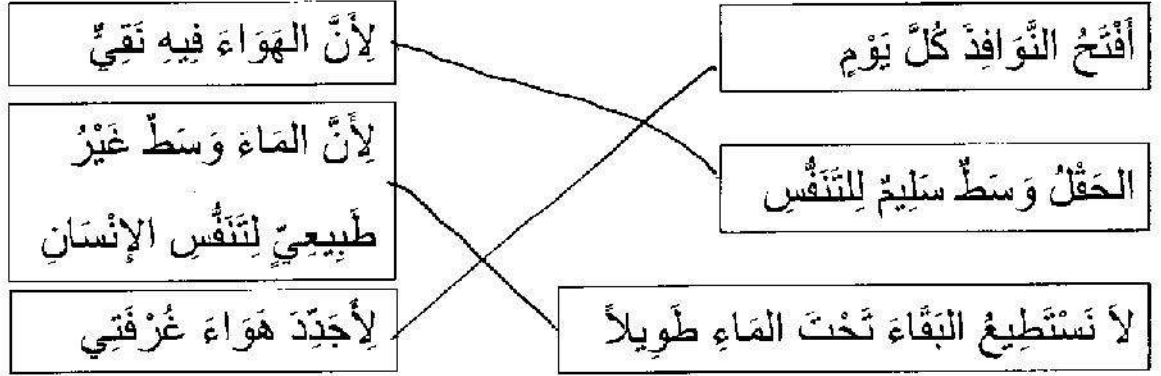 أَفْتَحُ النَّوَافِذَ كُلَّ يَوْمٍ
الحَقْلُ وَسَطٌ سَلِيمٌ لِلتَنَفُّسِ
لاَ نَسْتَطِيعُ البَقَاءَ تَحْتَ المَاءِ طَوِيلاً
لِأَنَّ الهَوَاءَ فِيهِ نَقِيٌّ
لِأَنَّ المَاءَ وَسَطٌ غَيْرُ
طَبِيعِيٍّ لِتَنَفُّسِ الإِنْسَانِ
لِأُجَدِّدَ هَوَاءَ غُرْفَتِي